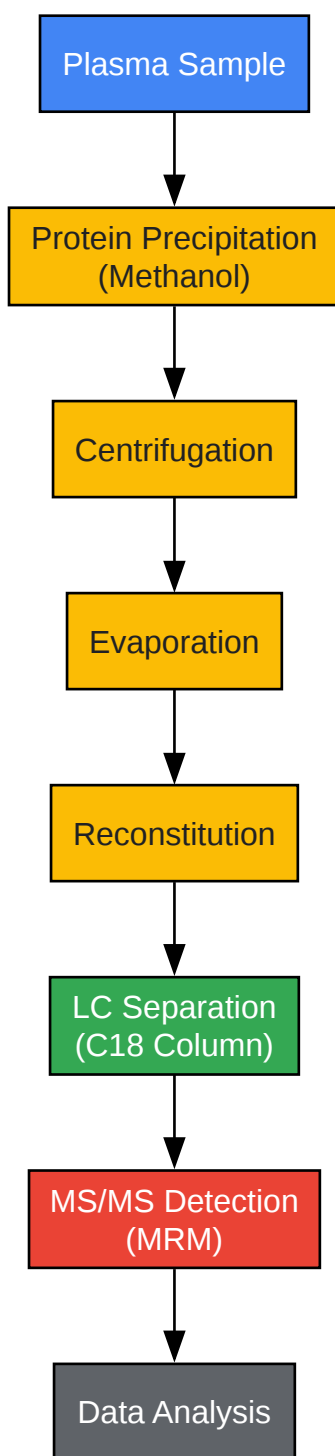 Plasma Sample
Protein Precipitation
(Methanol)
Centrifugation
Evaporation
Reconstitution
LC Separation
(C18 Column)
MS/MS Detection
(MRM)
Data Analysis